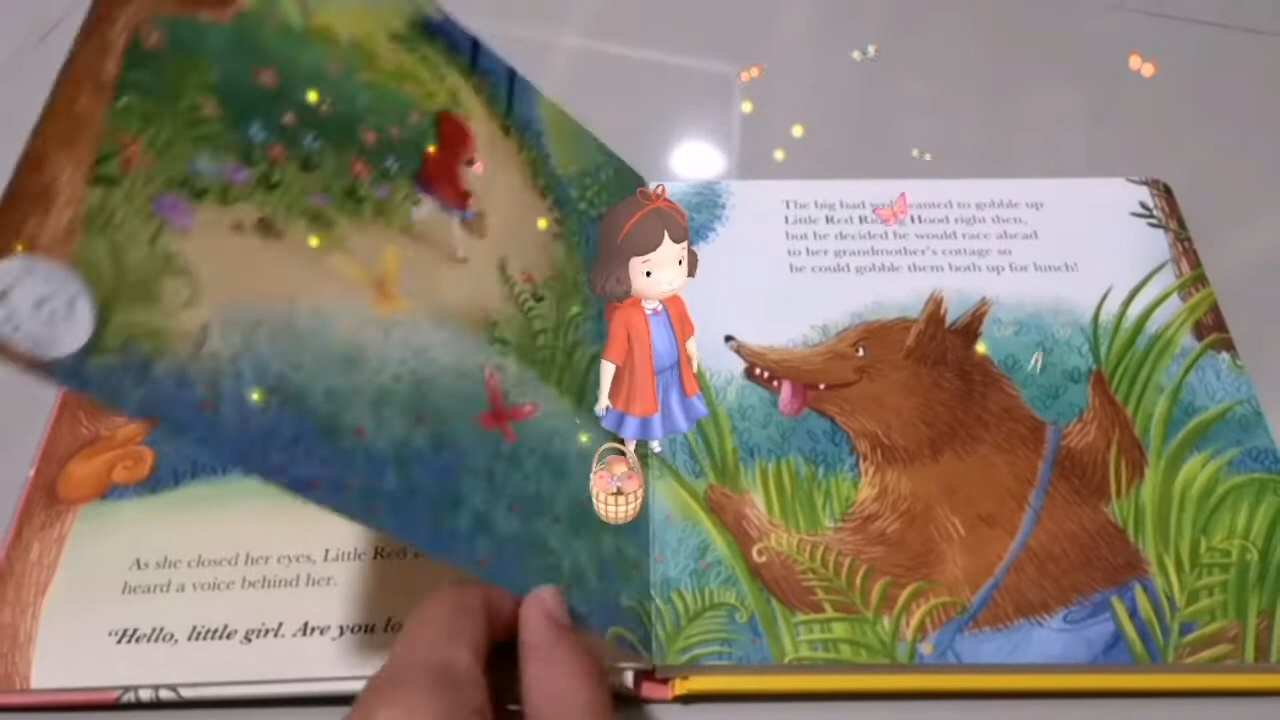 The big bad wolf wanted to gobble up
Little Red Riding Hood right then,
but he decided he would race ahead
to her grandmother's cottage so
he could gobble them both up for lunch!
As she closed her eyes, Little Red
heard a voice behind her.
"Hello, little girl. Are you lo